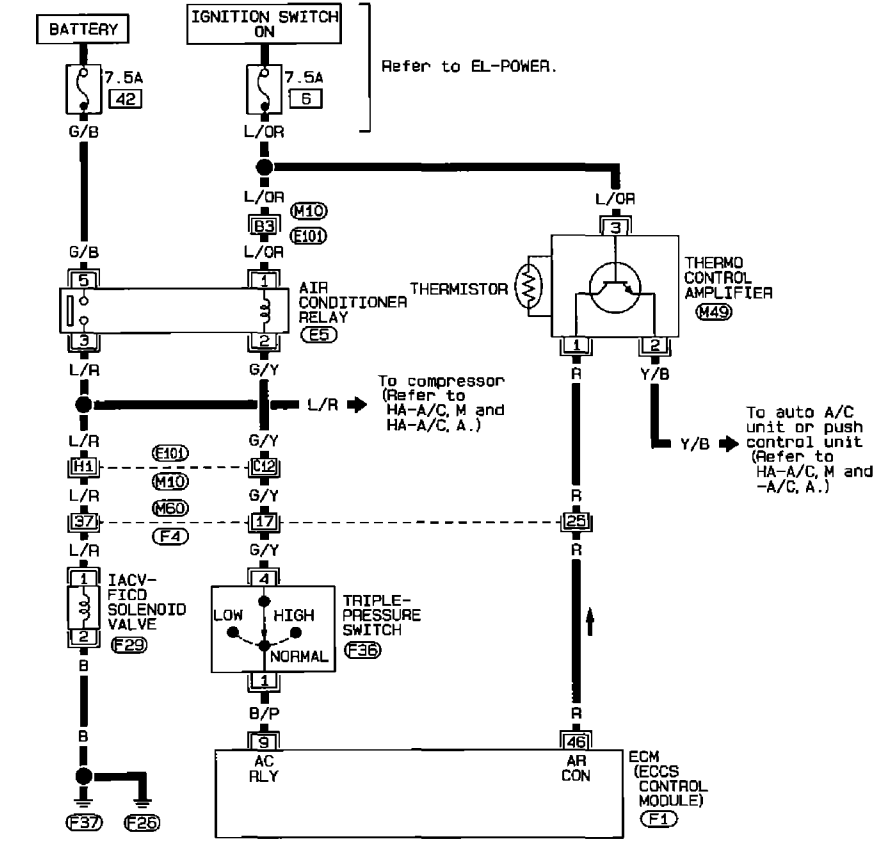 BATTERY
IGNITION SWITCH
ON
Refer to EL-POWER.
7.5A
42
7.5A
6
G/B
L/OR
L/OR
L/OR
M10
B3
E101
3
G/B
L/OR
5
1
AIR
CONDITIONER
RELAY
E5
THERMISTOR
THERMO
CONTROL
AMPLIFIER
M49
3
2
1
2
L/R
G/Y
R
Y/B
L/R
To compressor
(Refer to
HA-A/C, M and
HA-A/C, A.)
Y/B
To auto A/C
unit or push
control unit
(Refer to
HA-A/C, M and
-A/C, A.)
L/R
G/Y
E101
H1
C12
M10
L/R
G/Y
R
M60
37
17
25
F4
L/R
G/Y
R
1
IACV-
FICD
SOLENOID
VALVE
F29
2
4
LOW
HIGH
NORMAL
TRIPLE-
PRESSURE
SWITCH
F36
1
B
B/P
R
B
9
46
AC
RLY
AR
CON
ECM
(ECCS
CONTROL
MODULE)
F1
F37
F26